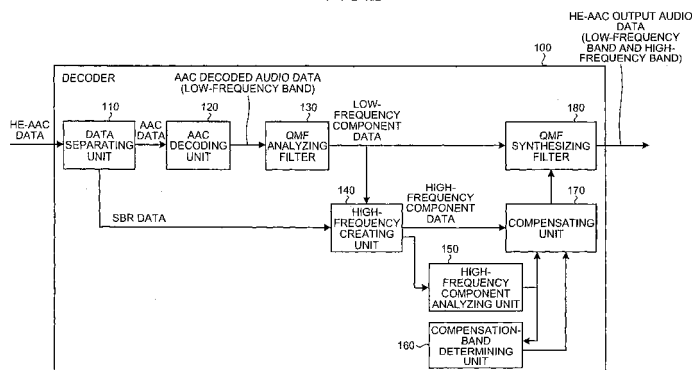 HE-AAC OUTPUT AUDIO
DATA
(LOW-FREQUENCY
BAND AND HIGH-
FREQUENCY BAND)
100
DECODER
AAC DECODED AUDIO DATA
(LOW-FREQUENCY BAND)
HE-AAC
DATA
110
DATA
SEPARATING
UNIT
AAC
DATA
120
AAC
DECODING
UNIT
130
QMF
ANALYZING
FILTER
LOW-
FREQUENCY
COMPONENT
DATA
180
QMF
SYNTHESIZING
FILTER
SBR DATA
140
HIGH-
FREQUENCY
CREATING
UNIT
HIGH-
FREQUENCY
COMPONENT
DATA
170
COMPENSATING
UNIT
150
HIGH-
FREQUENCY
COMPONENT
ANALYZING UNIT
160
COMPENSATION-
BAND
DETERMINING
UNIT